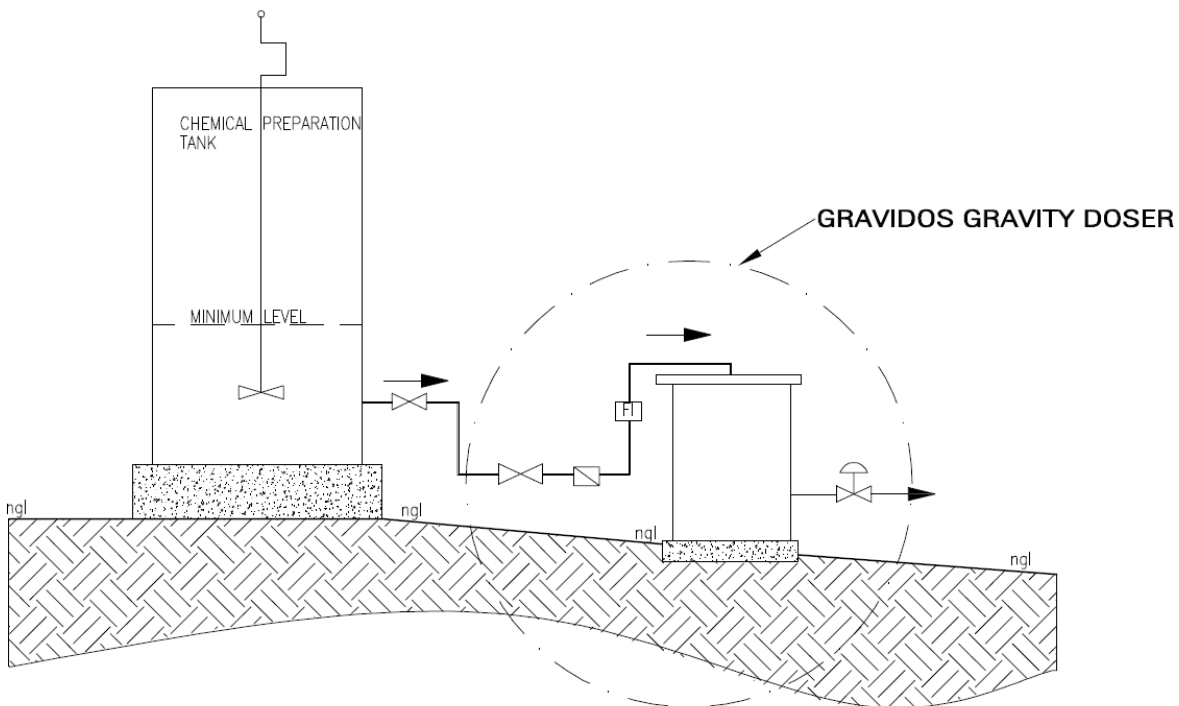 CHEMICAL PREPARATION
TANK
GRAVIDOS GRAVITY DOSER
MINIMUM LEVEL
FI
ngl
ngl
ngl
ngl